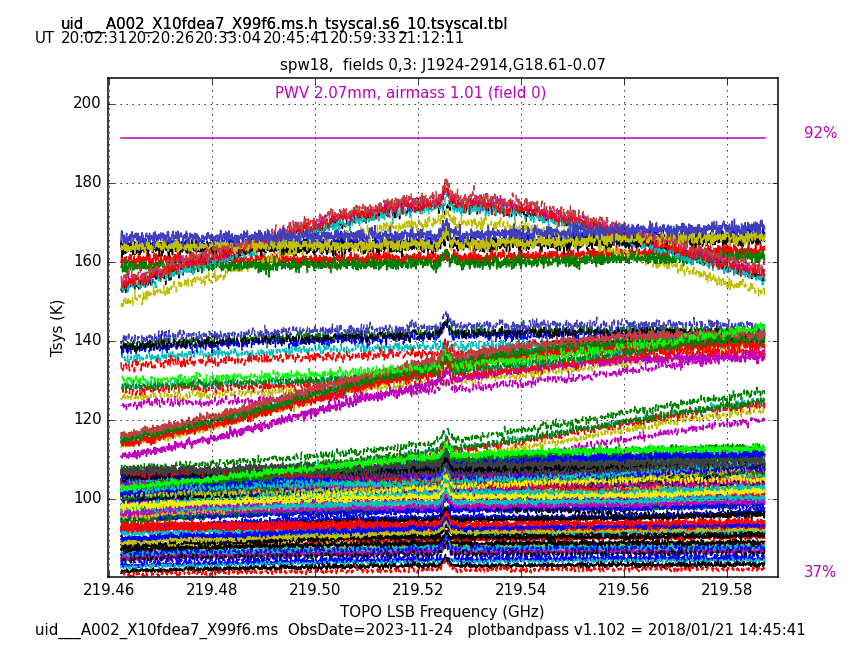 uid___A002_X10fdea7_X99f6.ms.h_tsyscal.s6_10.tsyscal.tbl
UT 20:02:31 20:20:26 20:33:04 20:45:41 20:59:33 21:12:11
spw18, fields 0,3: J1924-2914,G18.61-0.07
PWV 2.07mm, airmass 1.01 (field 0)
200
92%
180
160
140
120
100
Tsys (K)
37%
219.46 219.48 219.50 219.52 219.54 219.56 219.58
TOPO LSB Frequency (GHz)
uid___A002_X10fdea7_X99f6.ms ObsDate=2023-11-24 plotbandpass v1.102 = 2018/01/21 14:45:41